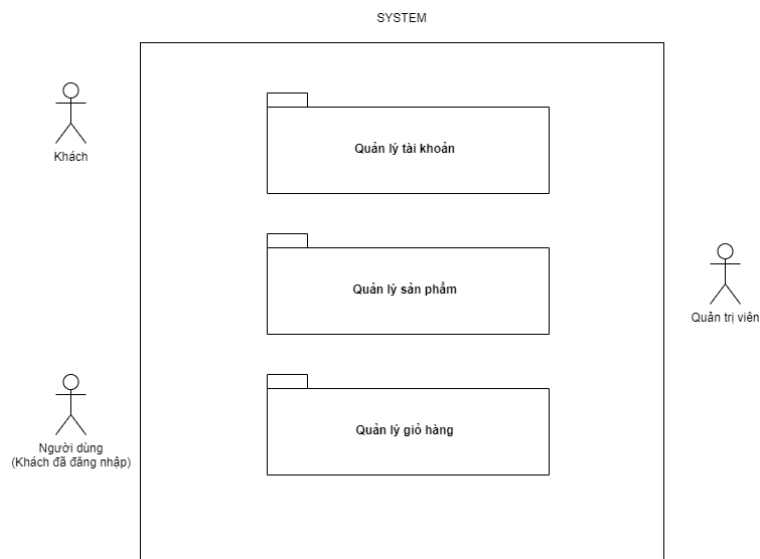 SYSTEM
Khách
Quản lý tài khoản
Quản lý sản phẩm
Quản trị viên
Quản lý giỏ hàng
Người dùng
(Khách đã đăng nhập)